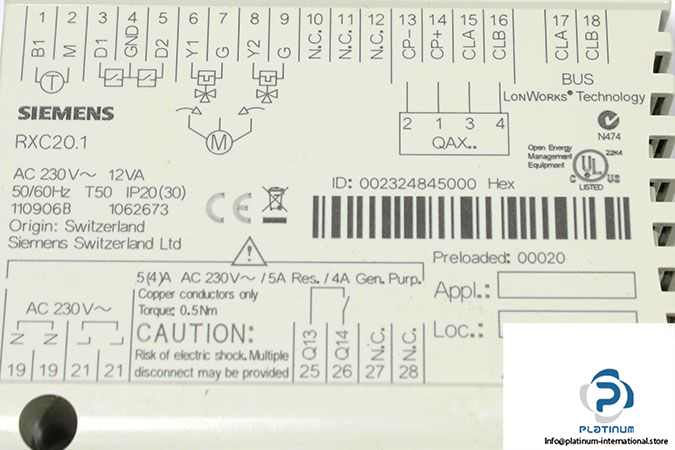 1 2 3 4 5 6 7 8 9 10 11 12 13 14 15 16 17 18
B1 M D1 GND D2 Y1 G Y2 G N.C. N.C. N.C. CP- CP+ CLA CLB CLA CLB
T
BUS
LONWORKS® Technology
SIEMENS
RXC20.1
M
2 1 3 4
QAX..
N474
Open Energy
Management
Equipment
22K4
C UL US
LISTED
AC 230V~ 12VA
50/60Hz T50 IP20(30)
110906B 1062673
Origin: Switzerland
Siemens Switzerland Ltd
CE
ID: 002324845000 Hex
Preloaded: 00020
5(4)A AC 230V~/5A Res./4A Gen. Purp.
Appl.:
Loc.:
AC 230V~
Copper conductors only
Torque: 0.5Nm
CAUTION:
Risk of electric shock. Multiple
disconnect may be provided
N N
19 19 21 21
Q13 Q14 N.C. N.C.
25 26 27 28
PLATINUM
Info@platinum-international.store